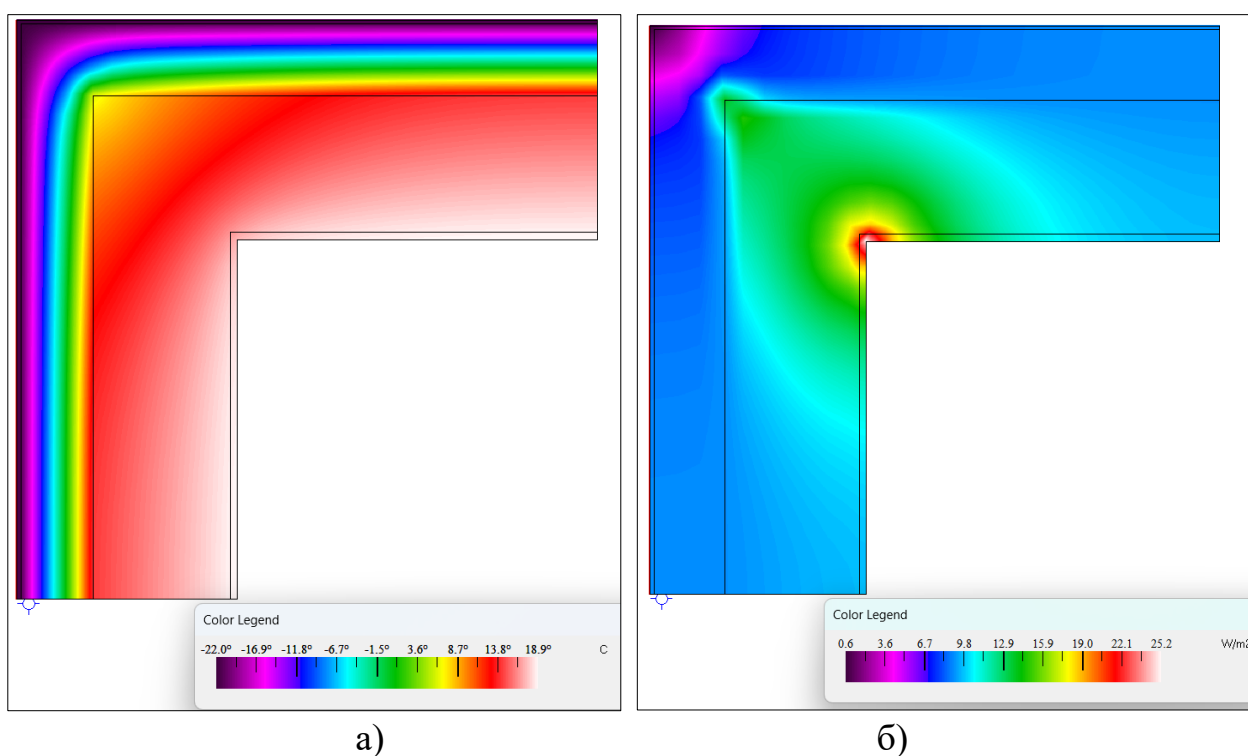 Color Legend
-22.0° -16.9° -11.8° -6.7° -1.5° 3.6° 8.7° 13.8° 18.9° C
Color Legend
0.6 3.6 6.7 9.8 12.9 15.9 19.0 22.1 25.2 W/m2
а)
б)